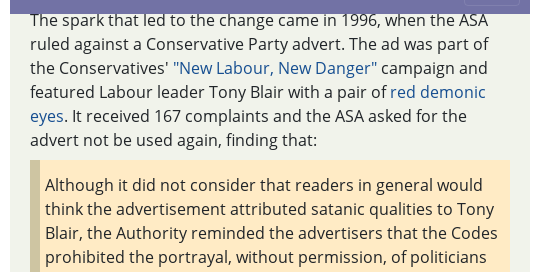 The spark that led to the change came in 1996, when the ASA
ruled against a Conservative Party advert. The ad was part of
the Conservatives' "New Labour, New Danger" campaign and
featured Labour leader Tony Blair with a pair of red demonic
eyes. It received 167 complaints and the ASA asked for the
advert not be used again, finding that:
Although it did not consider that readers in general would
think the advertisement attributed satanic qualities to Tony
Blair, the Authority reminded the advertisers that the Codes
prohibited the portrayal, without permission, of politicians